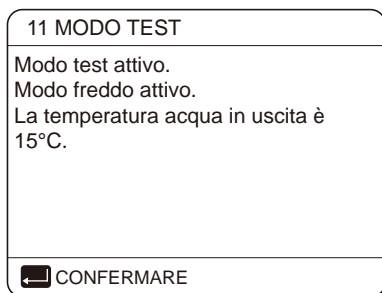 11 MODO TEST
Modo test attivo.
Modo freddo attivo.
La temperatura acqua in uscita è
15°C.
CONFERMARE